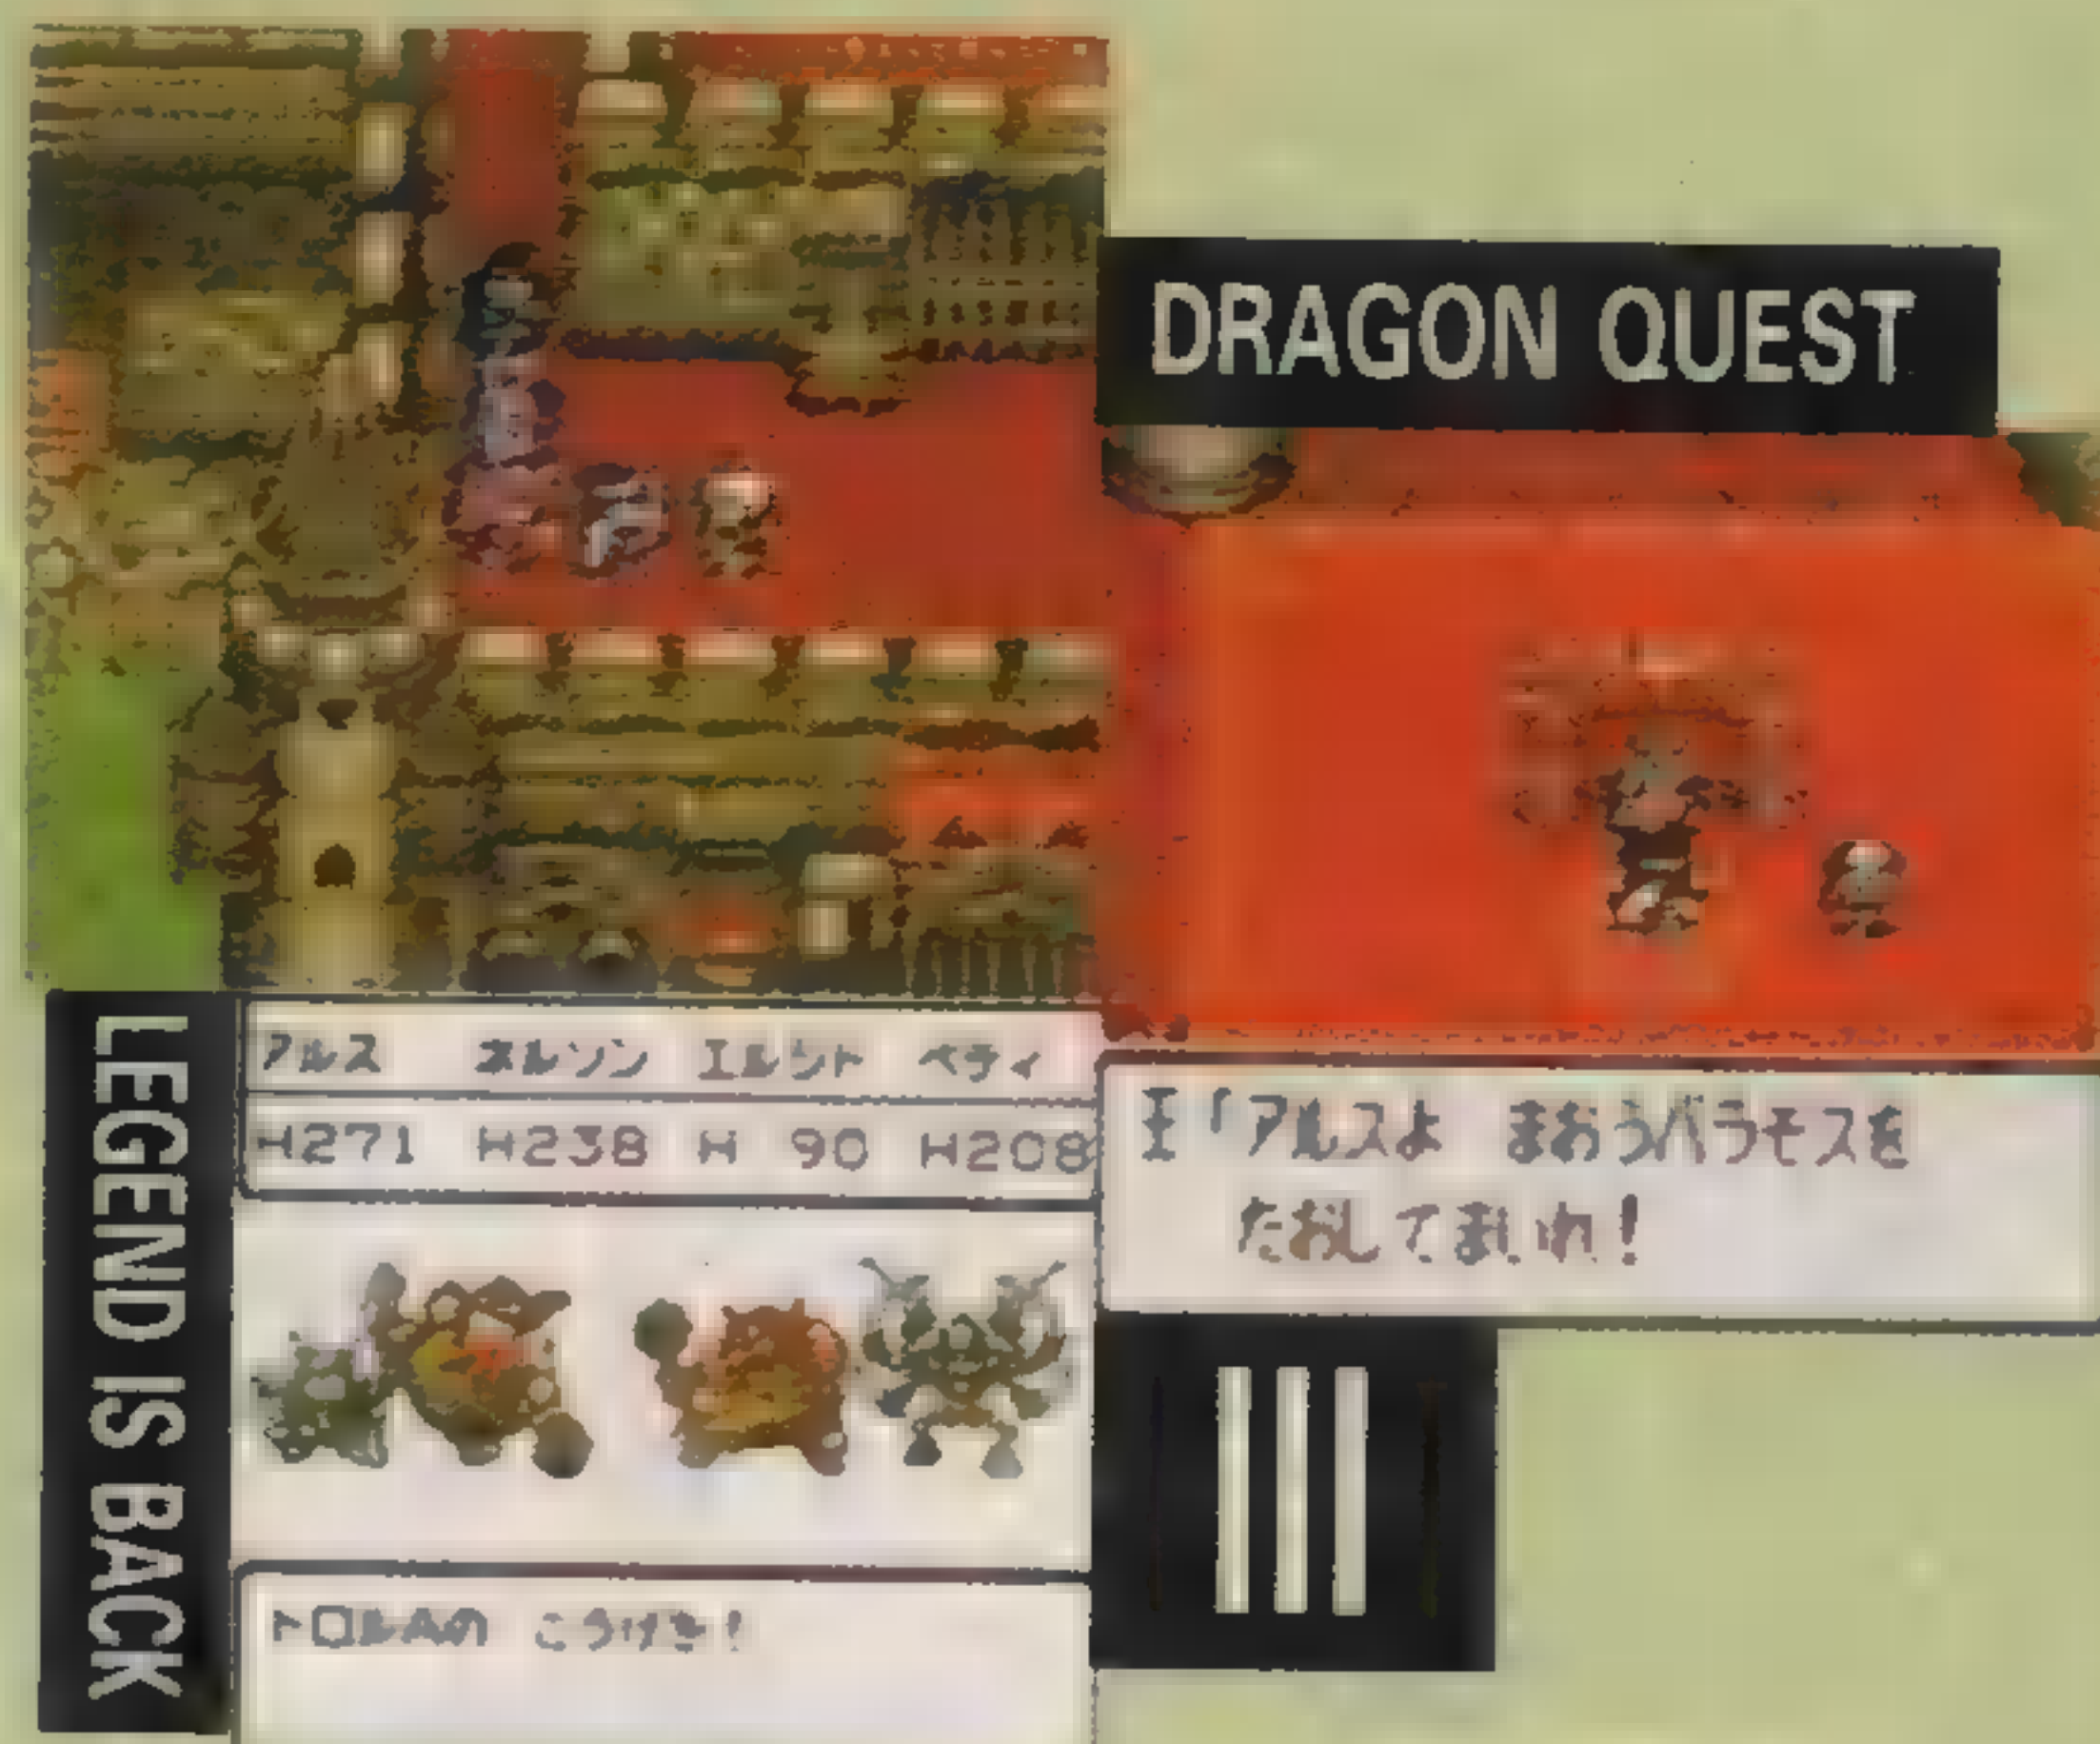 DRAGON QUEST
LEGEND IS BACK
アルス ネルソン エルシト ベティ
H271 H238 H 90 H208
王「アルスよ まおうバラモスを
たおしてまいれ！
III
トロルAの こうげき！